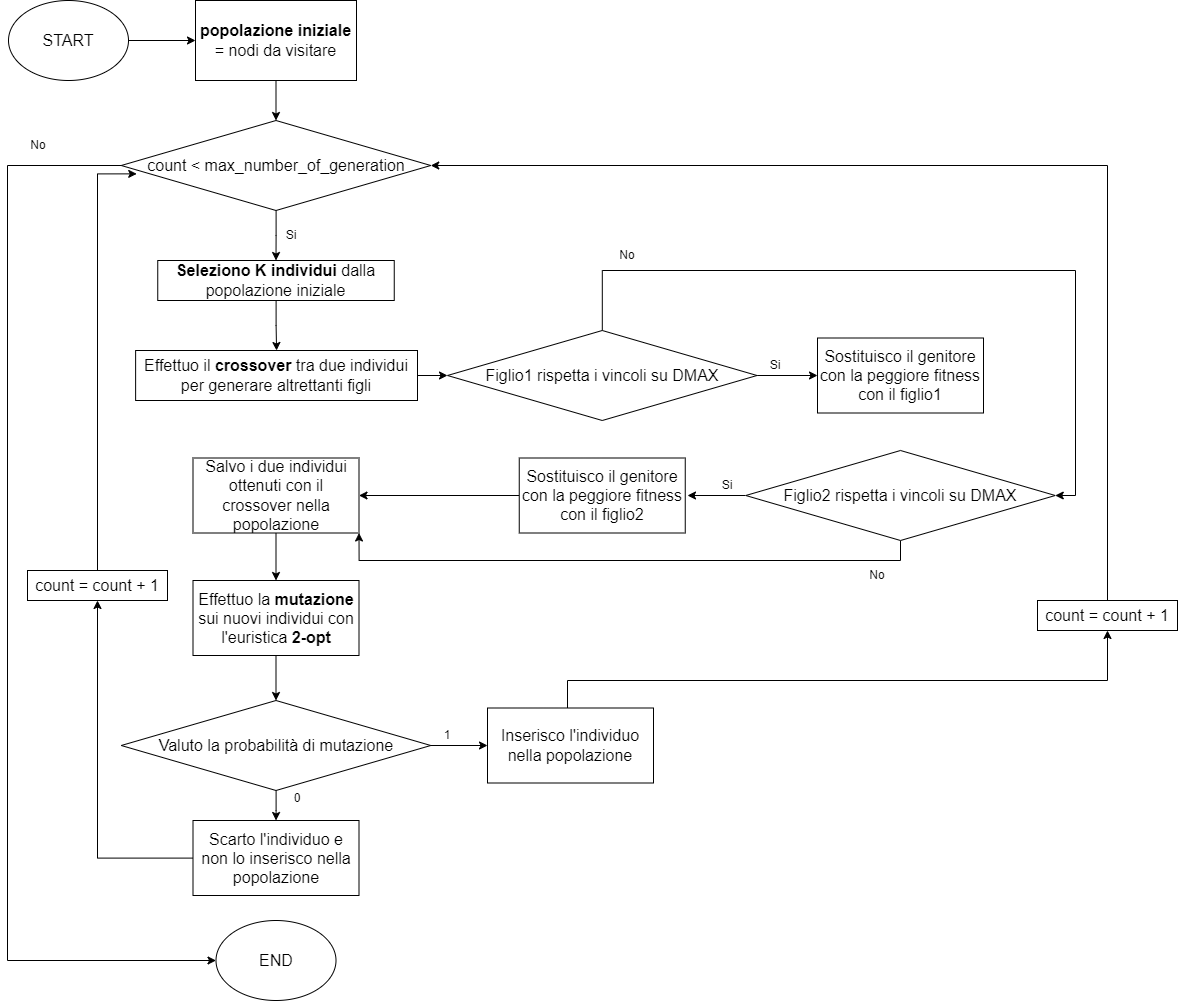 START
popolazione iniziale
= nodi da visitare
No
count < max_number_of_generation
Si
Seleziono K individui dalla
popolazione iniziale
No
Effettuo il crossover tra due individui
per generare altrettanti figli
Figlio1 rispetta i vincoli su DMAX
Si
Sostituisco il genitore
con la peggiore fitness
con il figlio1
Salvo i due individui
ottenuti con il
crossover nella
popolazione
Sostituisco il genitore
con la peggiore fitness
con il figlio2
Si
Figlio2 rispetta i vincoli su DMAX
No
count = count + 1
Effettuo la mutazione
sui nuovi individui con
l'euristica 2-opt
count = count + 1
Valuto la probabilità di mutazione
1
Inserisco l'individuo
nella popolazione
0
Scarto l'individuo e
non lo inserisco nella
popolazione
END